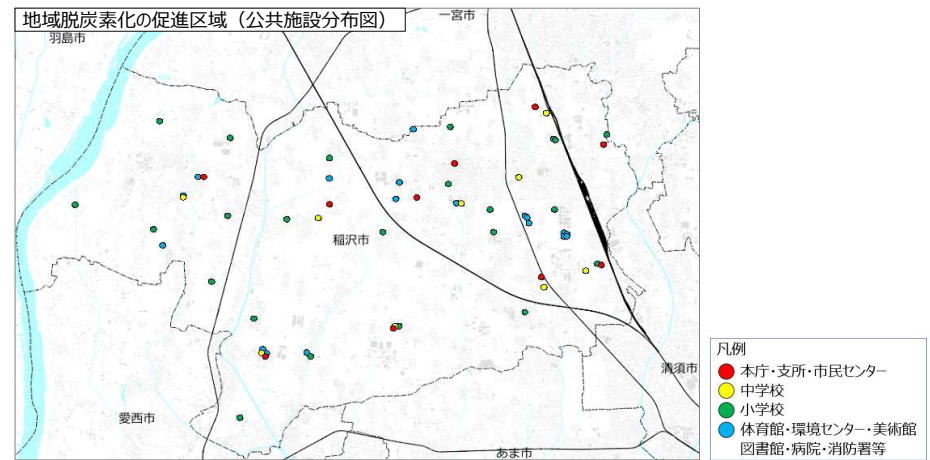 地域脱炭素化の促進区域（公共施設分布図）
一宮市
羽島市
稲沢市
清須市
愛西市
あま市
凡例
本庁・支所・市民センター
中学校
小学校
体育館・環境センター・美術館
図書館・病院・消防署等